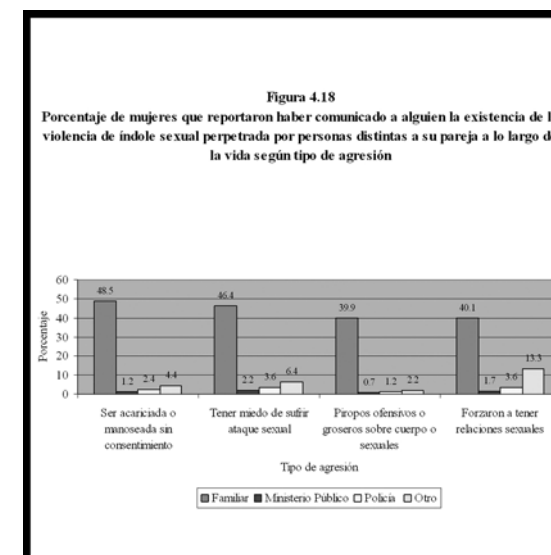 Figura 4.18
Porcentaje de mujeres que reportaron haber comunicado a alguien la existencia de
violencia de índole sexual perpetrada por personas distintas a su pareja a lo largo
la vida según tipo de agresión
60
50
40
30
20
10
0
Porcentaje
48.5
1.2
2.4
4.4
46.4
2.2
3.6
6.4
39.9
0.7
1.2
2.2
40.1
1.7
3.6
13.3
Ser acariciada o
manoseada sin
consentimiento
Tener miedo de sufrir
ataque sexual
Piropos ofensivos o
groseros sobre cuerpo o
sexuales
Forzaron a tener
relaciones sexuales
Tipo de agresión
Familiar Ministerio Público Policía Otro